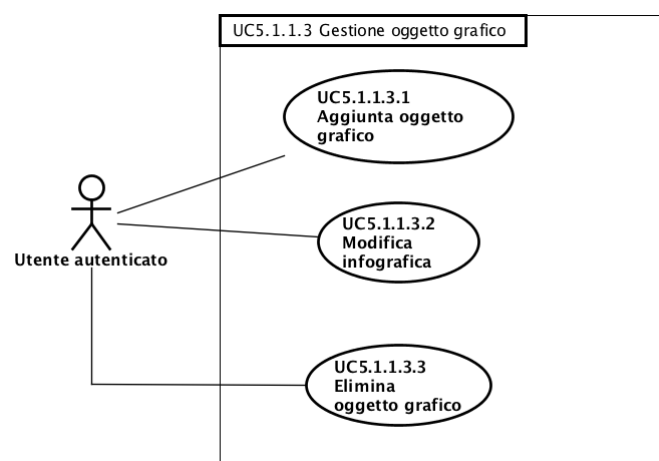 UC5.1.1.3 Gestione oggetto grafico
UC5.1.1.3.1
Aggiunta oggetto
grafico
UC5.1.1.3.2
Modifica
infografica
Utente autenticato
UC5.1.1.3.3
Elimina
oggetto grafico